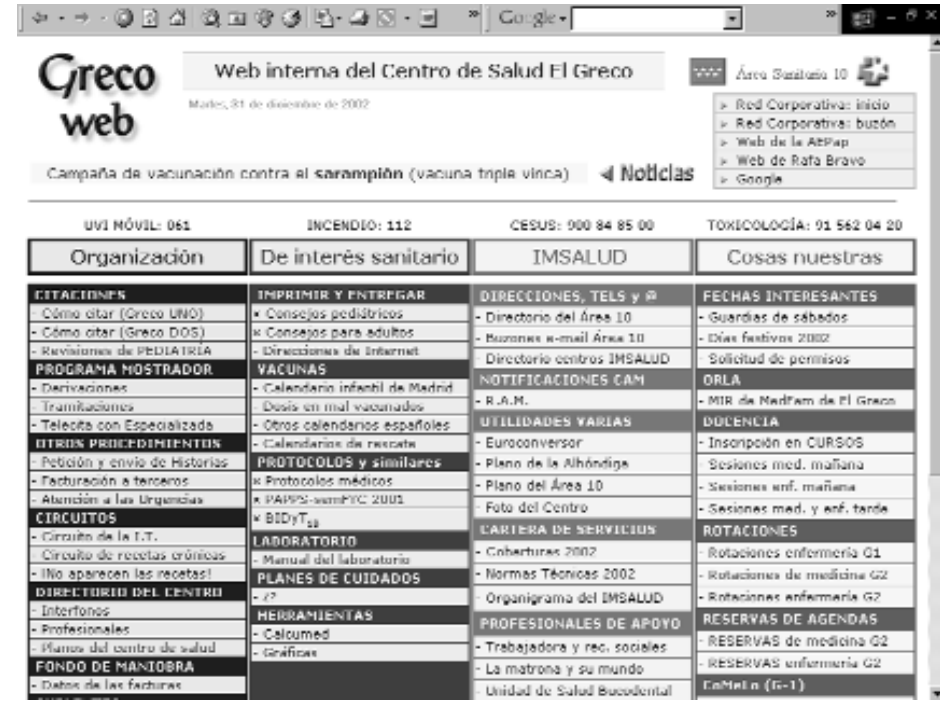 Google
Greco
web
Web interna del Centro de Salud El Greco
Martes, 31 de diciembre de 2002
Área Sanitaria 10
> Red Corporativa: inicio
> Red Corporativa: buzón
> Web de la AEPap
> Web de Rafa Bravo
> Google
Campaña de vacunación contra el sarampión (vacuna triple vírica)
Noticias
UVI MÓVIL: 061
INCENDIO: 112
CESUS: 900 84 85 00
TOXICOLOGÍA: 91 562 04 20
Organización
CITACIONES
- Cómo citar (Greco UNO)
- Cómo citar (Greco DOS)
- Revisiones de PEDIATRÍA
PROGRAMA MOSTRADOR
- Derivaciones
- Tramitaciones
- Telecita con Especializada
OTROS PROCEDIMIENTOS
- Petición y envío de Historias
- Facturación a terceros
- Atención a las Urgencias
CIRCUITOS
- Circuito de la I.T.
- Circuito de recetas crónicas
- ¡No aparecen las recetas!
DIRECTORIO DEL CENTRO
- Interfonos
- Profesionales
- Planos del centro de salud
FONDO DE MANIOBRA
- Datos de las facturas
De interés sanitario
IMPRIMIR Y ENTREGAR
× Consejos pediátricos
× Consejos para adultos
- Direcciones de Internet
VACUNAS
- Calendario infantil de Madrid
- Dosis en mal vacunados
- Otros calendarios españoles
- Calendarios de rescate
PROTOCOLOS y similares
× Protocolos médicos
× PAPPS-semFYC 2001
× BIDyT10
LABORATORIO
- Manual del laboratorio
PLANES DE CUIDADOS
- ¿?
HERRAMIENTAS
- Calcumed
- Gráficas
IMSALUD
DIRECCIONES, TELS y @
- Directorio del Área 10
- Buzones e-mail Área 10
- Directorio centros IMSALUD
NOTIFICACIONES CAM
- R.A.M.
UTILIDADES VARIAS
- Euroconversor
- Plano de la Alhóndiga
- Plano del Área 10
- Foto del Centro
CARTERA DE SERVICIOS
- Coberturas 2002
- Normas Técnicas 2002
- Organigrama del IMSALUD
PROFESIONALES DE APOYO
- Trabajadora y rec. sociales
- La matrona y su mundo
- Unidad de Salud Bucodental
Cosas nuestras
FECHAS INTERESANTES
- Guardias de sábados
- Días festivos 2002
- Solicitud de permisos
ORLA
- MIR de MedFam de El Greco
DOCENCIA
- Inscripción en CURSOS
- Sesiones med. mañana
- Sesiones enf. mañana
- Sesiones med. y enf. tarde
ROTACIONES
- Rotaciones enfermería G1
- Rotaciones de medicina G2
- Rotaciones enfermería G2
RESERVAS DE AGENDAS
- RESERVAS de medicina G2
- RESERVAS enfermería G2
CoMeLo (G-1)